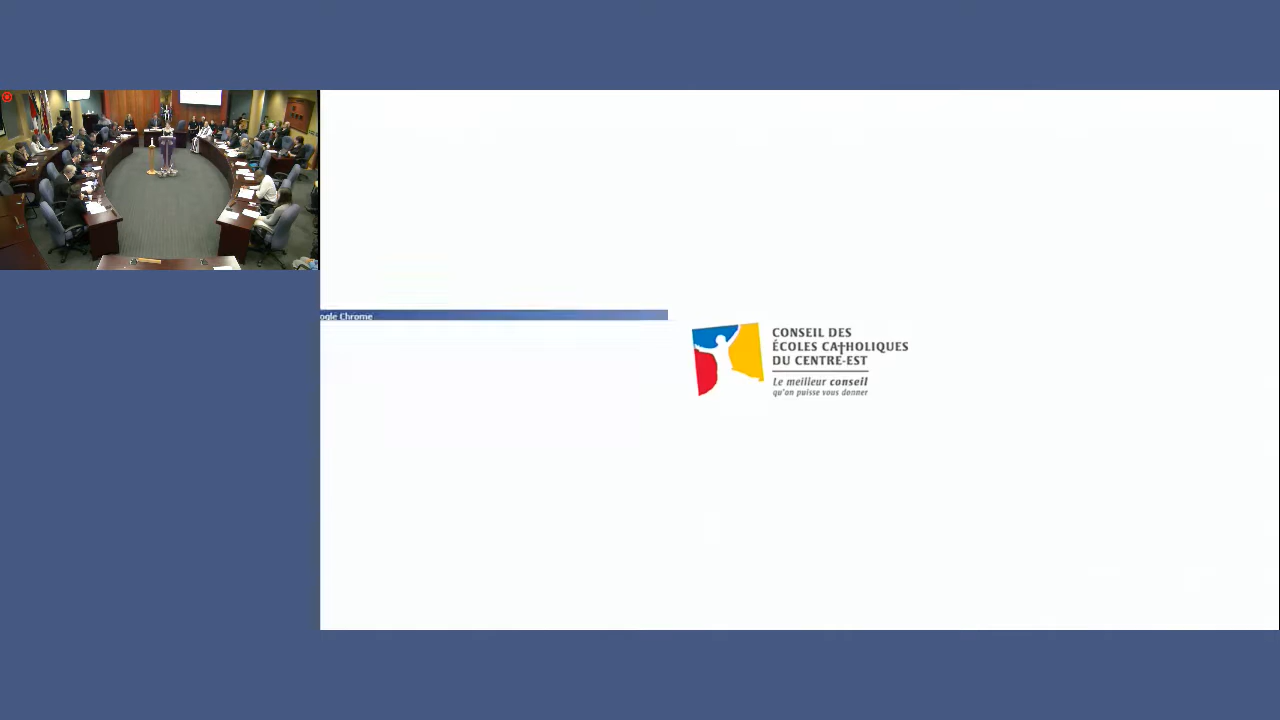 ogle Chrome
CONSEIL DES
ÉCOLES CATHOLIQUES
DU CENTRE-EST
Le meilleur conseil
qu'on puisse vous donner